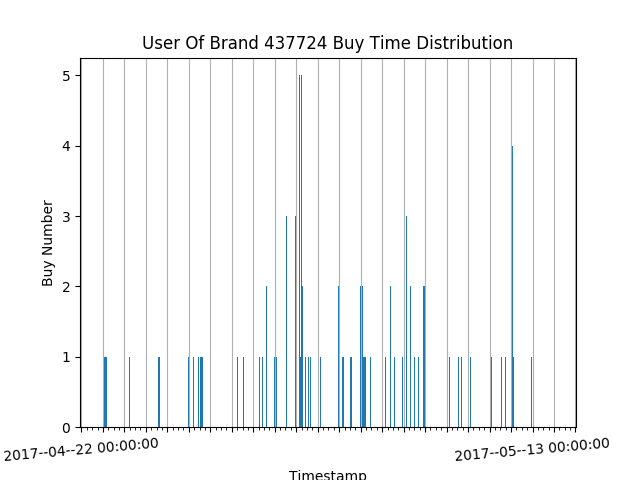 User Of Brand 437724 Buy Time Distribution
5
4
3
2
1
0
Buy Number
2017--04--22 00:00:00
2017--05--13 00:00:00
Timestamp